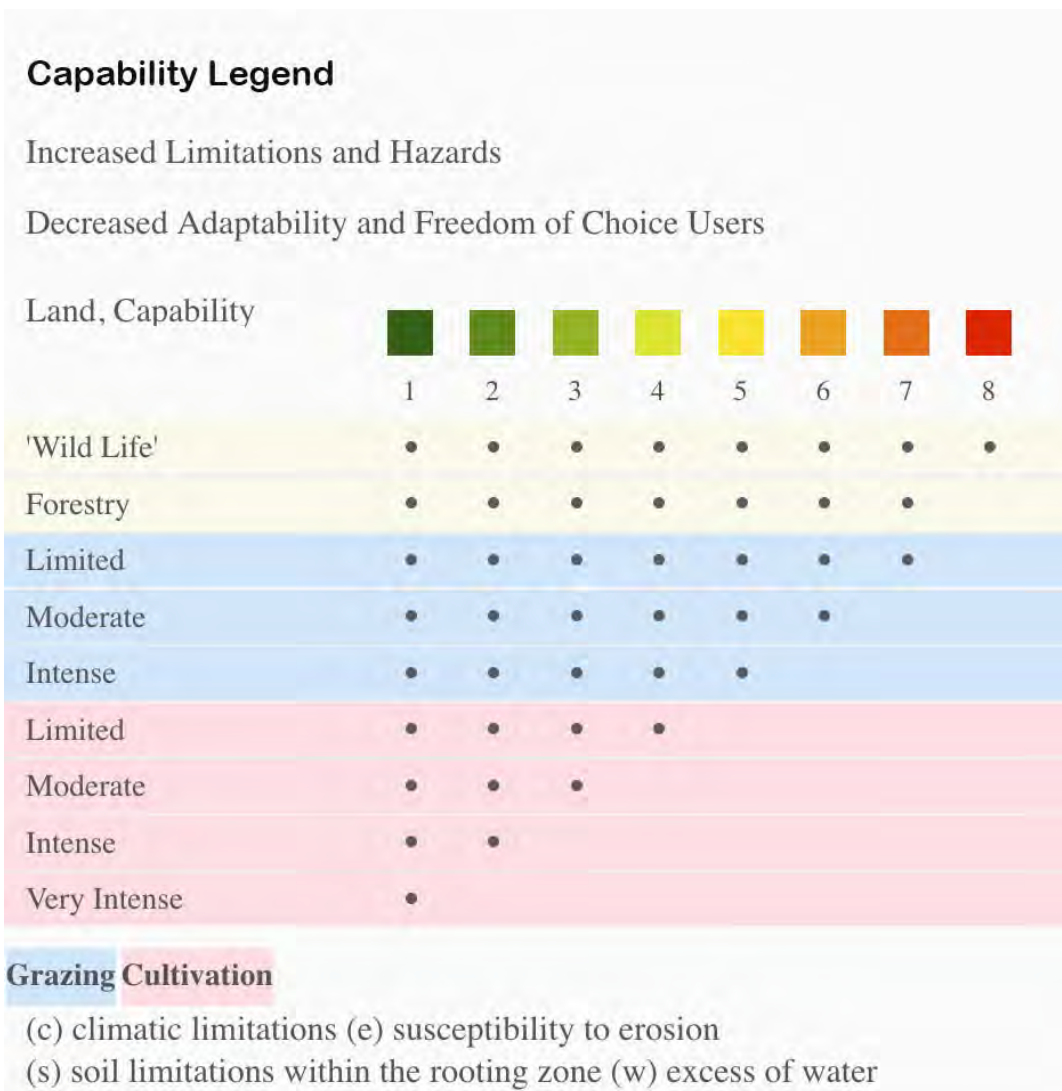 Capability Legend
Increased Limitations and Hazards
Decreased Adaptability and Freedom of Choice Users
Land, Capability
1 2 3 4 5 6 7 8
'Wild Life' • • • • • • • •
Forestry • • • • • • •
Limited • • • • • • •
Moderate • • • • • •
Intense • • • • •
Limited • • • •
Moderate • • •
Intense • •
Very Intense •
Grazing Cultivation
(c) climatic limitations (e) susceptibility to erosion
(s) soil limitations within the rooting zone (w) excess of water